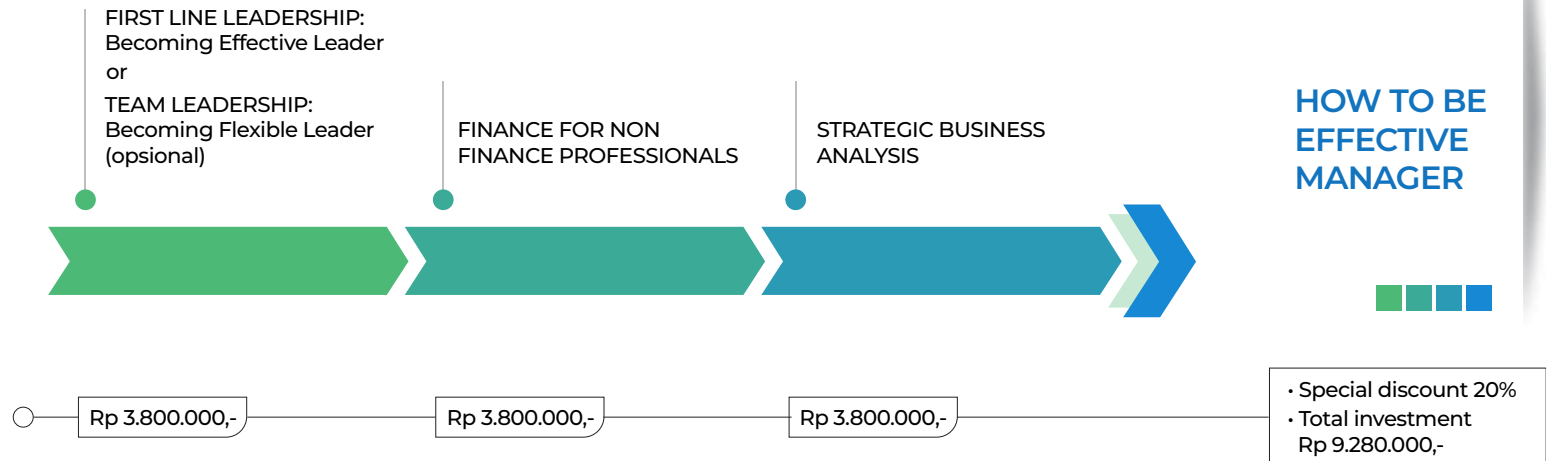 FIRST LINE LEADERSHIP:
Becoming Effective Leader
or
TEAM LEADERSHIP:
Becoming Flexible Leader
(opsional)
FINANCE FOR NON
FINANCE PROFESSIONALS
STRATEGIC BUSINESS
ANALYSIS
HOW TO BE
EFFECTIVE
MANAGER
Rp 3.800.000,-
Rp 3.800.000,-
Rp 3.800.000,-
• Special discount 20%
• Total investment
Rp 9.280.000,-